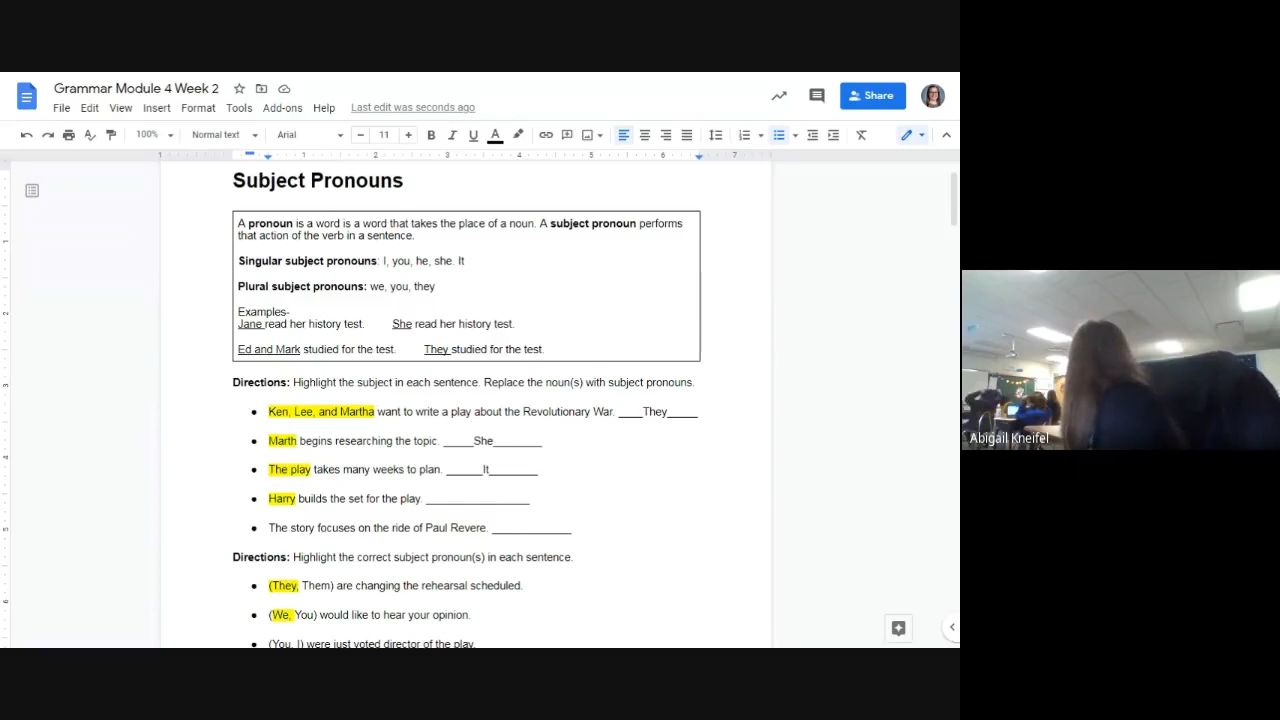 Grammar Module 4 Week 2
File Edit View Insert Format Tools Add-ons Help Last edit was seconds ago
Share
100% Normal text Arial 11 B I U A
1 1 2 3 4 5 6 7
Subject Pronouns
A pronoun is a word is a word that takes the place of a noun. A subject pronoun performs
that action of the verb in a sentence.
Singular subject pronouns: I, you, he, she. It
Plural subject pronouns: we, you, they
Examples-
Jane read her history test. She read her history test.
Ed and Mark studied for the test. They studied for the test.
Directions: Highlight the subject in each sentence. Replace the noun(s) with subject pronouns.
● Ken, Lee, and Martha want to write a play about the Revolutionary War. ____They_____
● Marth begins researching the topic. _____She________
● The play takes many weeks to plan. ______It________
● Harry builds the set for the play. _________________
● The story focuses on the ride of Paul Revere. _____________
Directions: Highlight the correct subject pronoun(s) in each sentence.
● (They, Them) are changing the rehearsal scheduled.
● (We, You) would like to hear your opinion.
● (You, I) were just voted director of the play.
Abigail Kneifel